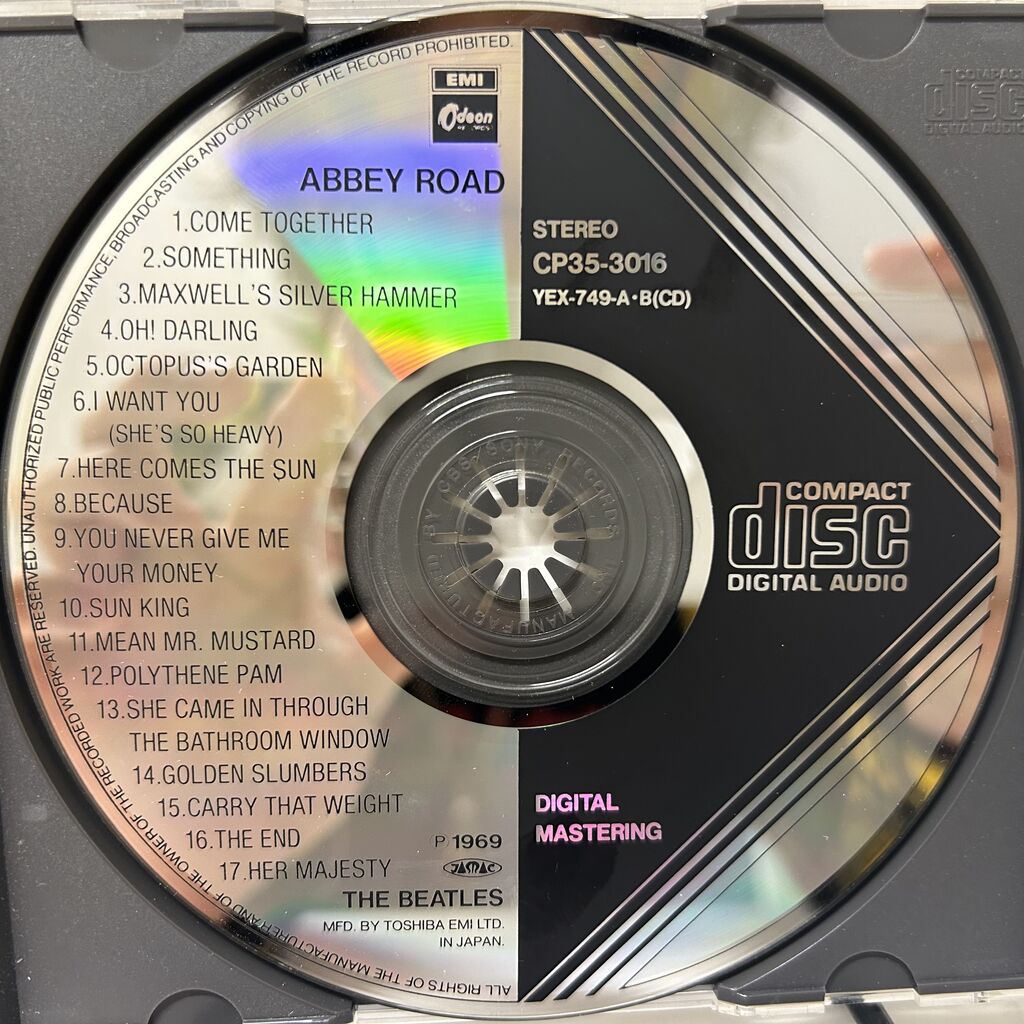 ALL RIGHTS OF THE MANUFACTURER AND OF THE OWNER OF THE RECORDED WORK ARE RESERVED. UNAUTHORIZED PUBLIC PERFORMANCE, BROADCASTING AND COPYING OF THE RECORD PROHIBITED.
EMI
Odeon
ABBEY ROAD
1.COME TOGETHER
2.SOMETHING
3.MAXWELL'S SILVER HAMMER
4.OH! DARLING
5.OCTOPUS'S GARDEN
6.I WANT YOU
(SHE'S SO HEAVY)
7.HERE COMES THE SUN
8.BECAUSE
9.YOU NEVER GIVE ME
YOUR MONEY
10.SUN KING
11.MEAN MR. MUSTARD
12.POLYTHENE PAM
13.SHE CAME IN THROUGH
THE BATHROOM WINDOW
14.GOLDEN SLUMBERS
15.CARRY THAT WEIGHT
16.THE END
17.HER MAJESTY
P 1969
JASRAC
THE BEATLES
MFD. BY TOSHIBA EMI LTD.
IN JAPAN.
STEREO
CP35-3016
YEX-749-A·B(CD)
COMPACT
disc
DIGITAL AUDIO
DIGITAL
MASTERING
MANUFACTURED BY CBS/SONY RECORDS
COMPACT
disc
DIGITAL AUDIO